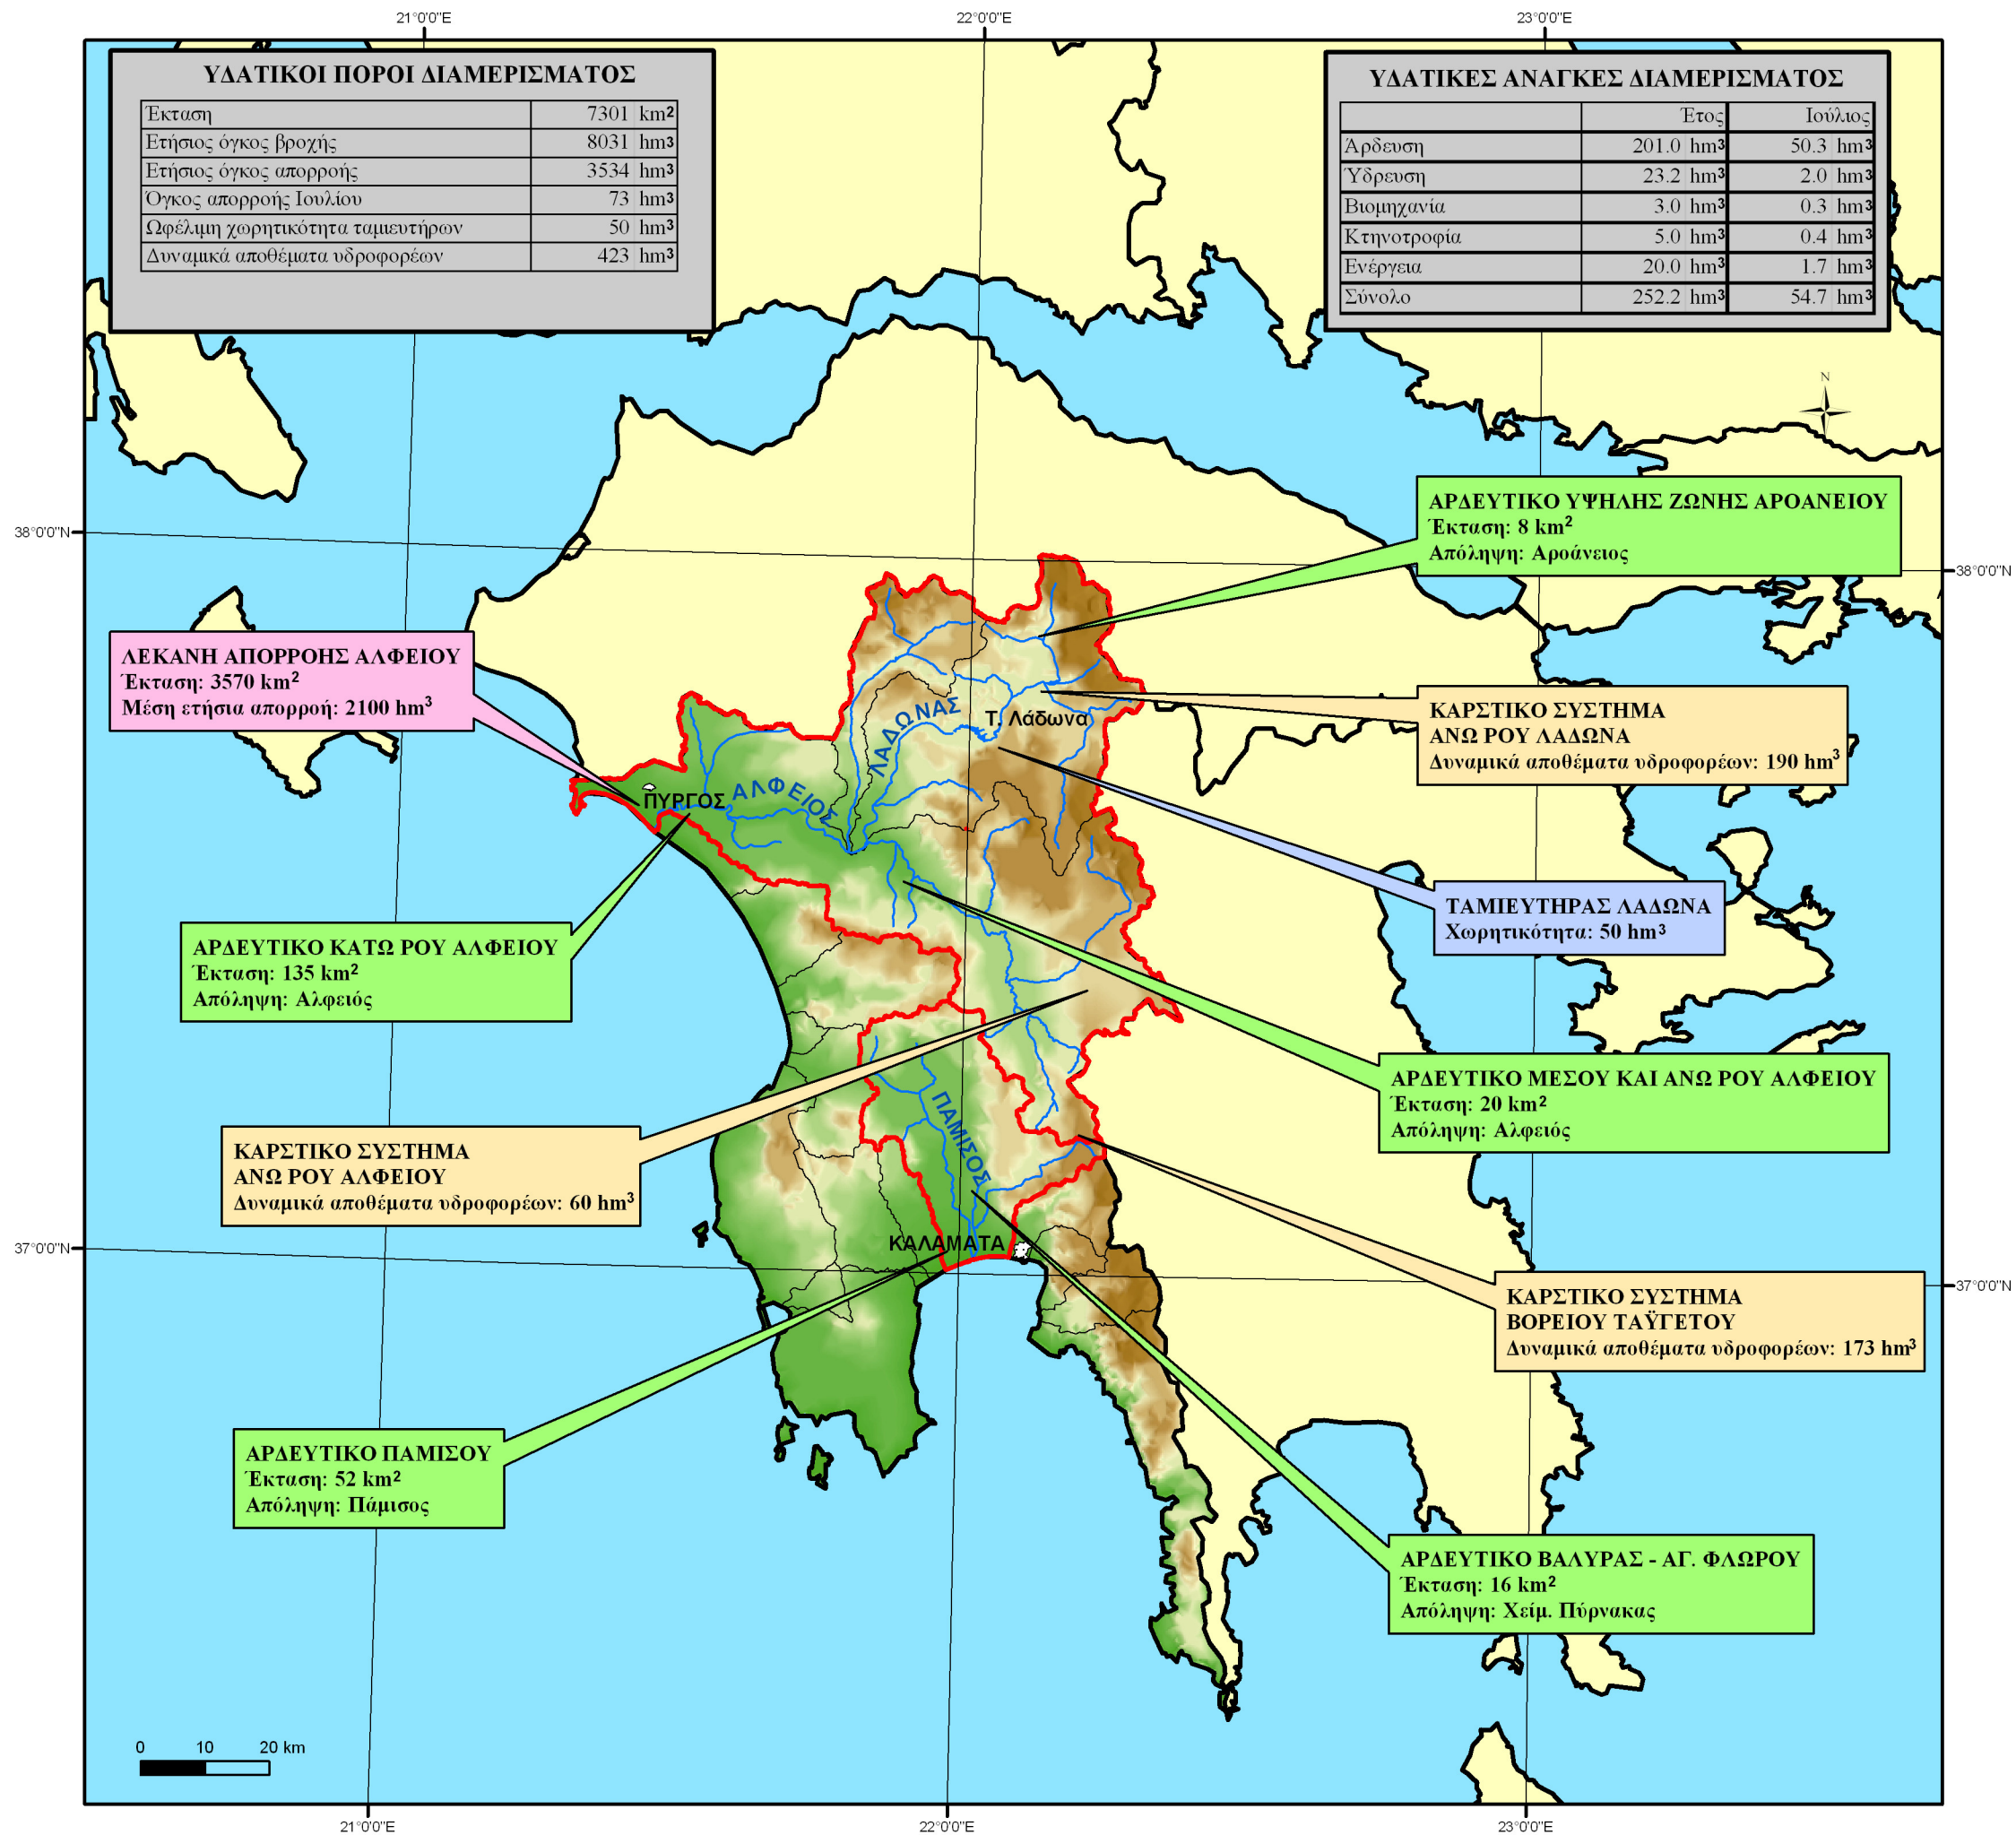 21°0'0"E 22°0'0"E 23°0'0"E
ΥΔΑΤΙΚΟΙ ΠΟΡΟΙ ΔΙΑΜΕΡΙΣΜΑΤΟΣ
Έκταση 7301 km²
Ετήσιος όγκος βροχής 8031 hm³
Ετήσιος όγκος απορροής 3534 hm³
Όγκος απορροής Ιουλίου 73 hm³
Ωφέλιμη χωρητικότητα ταμιευτήρων 50 hm³
Δυναμικά αποθέματα υδροφορέων 423 hm³
ΥΔΑΤΙΚΕΣ ΑΝΑΓΚΕΣ ΔΙΑΜΕΡΙΣΜΑΤΟΣ
Έτος Ιούλιος
Άρδευση 201.0 hm³ 50.3 hm³
Ύδρευση 23.2 hm³ 2.0 hm³
Βιομηχανία 3.0 hm³ 0.3 hm³
Κτηνοτροφία 5.0 hm³ 0.4 hm³
Ενέργεια 20.0 hm³ 1.7 hm³
Σύνολο 252.2 hm³ 54.7 hm³
N
ΑΡΔΕΥΤΙΚΟ ΥΨΗΛΗΣ ΖΩΝΗΣ ΑΡΟΑΝΕΙΟΥ
Έκταση: 8 km²
Απόληψη: Αροάνειος
38°0'0"N
38°0'0"N
ΛΕΚΑΝΗ ΑΠΟΡΡΟΗΣ ΑΛΦΕΙΟΥ
Έκταση: 3570 km²
Μέση ετήσια απορροή: 2100 hm³
ΚΑΡΣΤΙΚΟ ΣΥΣΤΗΜΑ
ΑΝΩ ΡΟΥ ΛΑΔΩΝΑ
Δυναμικά αποθέματα υδροφορέων: 190 hm³
ΛΑΔΩΝΑΣ
Τ. Λάδωνα
ΑΛΦΕΙΟΣ
ΠΥΡΓΟΣ
ΤΑΜΙΕΥΤΗΡΑΣ ΛΑΔΩΝΑ
Χωρητικότητα: 50 hm³
ΑΡΔΕΥΤΙΚΟ ΚΑΤΩ ΡΟΥ ΑΛΦΕΙΟΥ
Έκταση: 135 km²
Απόληψη: Αλφειός
ΑΡΔΕΥΤΙΚΟ ΜΕΣΟΥ ΚΑΙ ΑΝΩ ΡΟΥ ΑΛΦΕΙΟΥ
Έκταση: 20 km²
Απόληψη: Αλφειός
ΠΑΜΙΣΟΣ
ΚΑΡΣΤΙΚΟ ΣΥΣΤΗΜΑ
ΑΝΩ ΡΟΥ ΑΛΦΕΙΟΥ
Δυναμικά αποθέματα υδροφορέων: 60 hm³
ΚΑΛΑΜΑΤΑ
37°0'0"N
37°0'0"N
ΚΑΡΣΤΙΚΟ ΣΥΣΤΗΜΑ
ΒΟΡΕΙΟΥ ΤΑΫΓΕΤΟΥ
Δυναμικά αποθέματα υδροφορέων: 173 hm³
ΑΡΔΕΥΤΙΚΟ ΠΑΜΙΣΟΥ
Έκταση: 52 km²
Απόληψη: Πάμισος
ΑΡΔΕΥΤΙΚΟ ΒΑΛΥΡΑΣ - ΑΓ. ΦΛΩΡΟΥ
Έκταση: 16 km²
Απόληψη: Χείμ. Πύρνακας
0 10 20 km
21°0'0"E 22°0'0"E 23°0'0"E